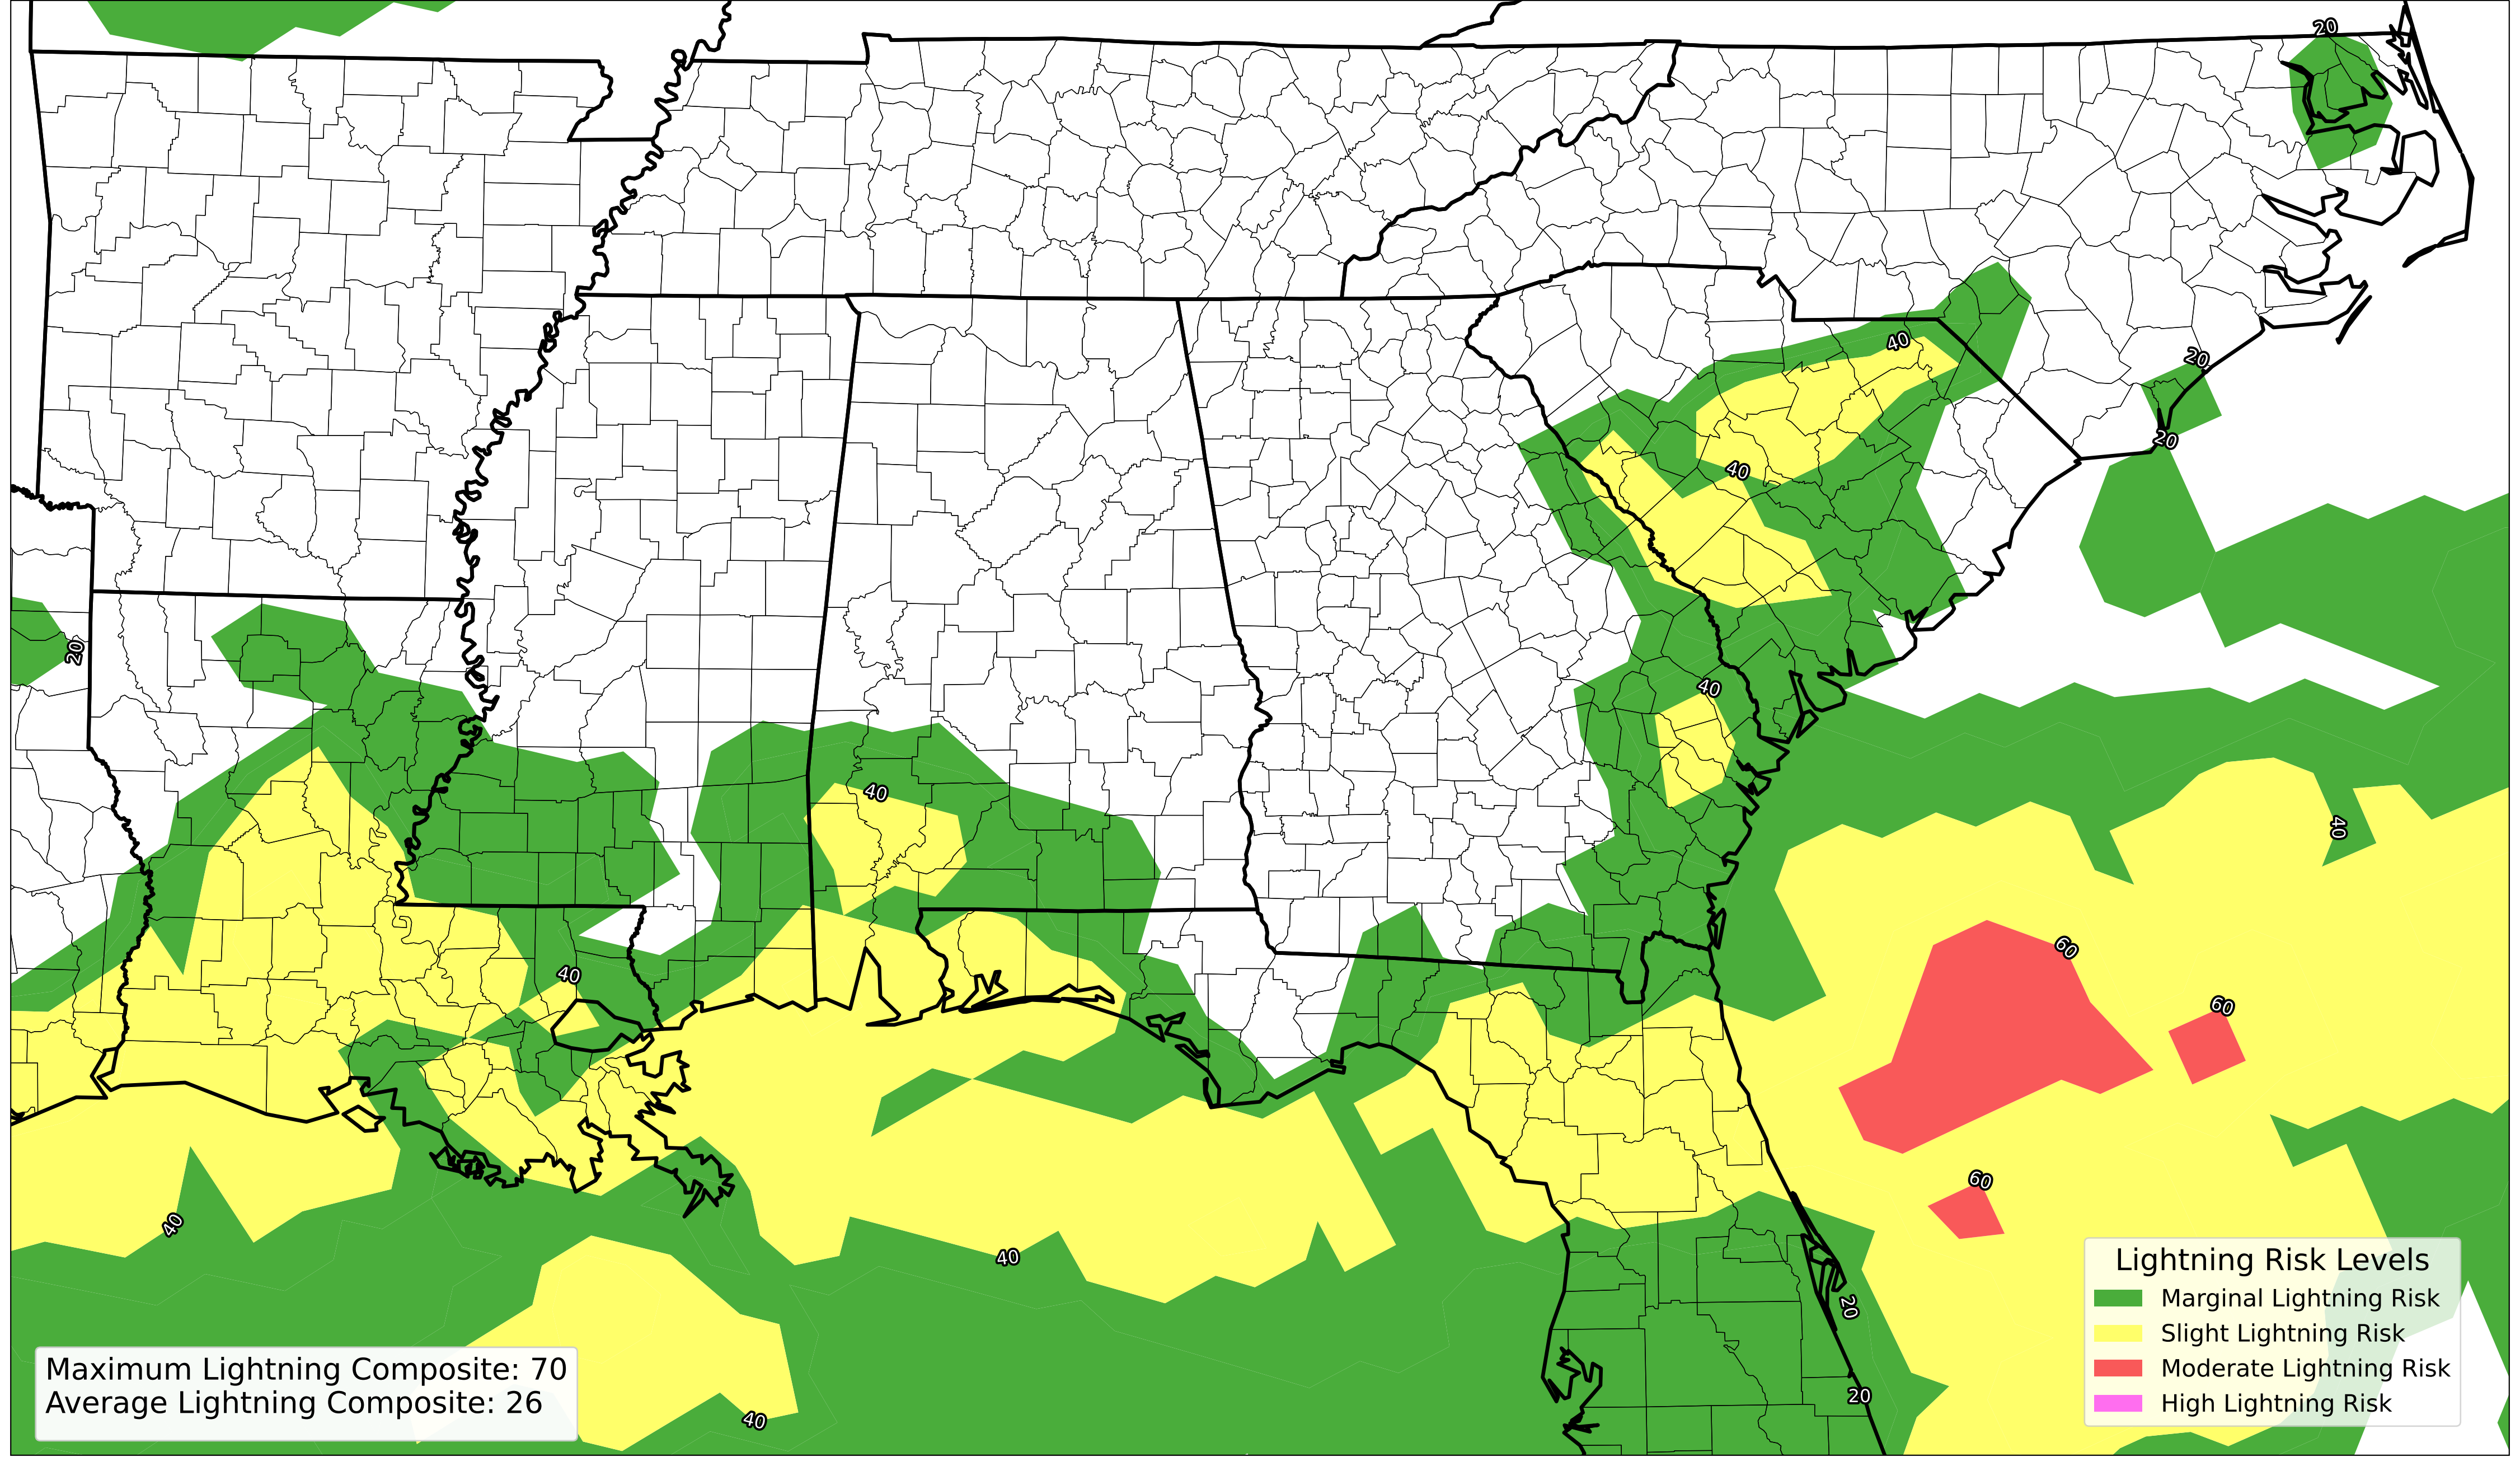 20
40
20
40
20
20
40
40
40
40
60
60
60
40
40
20
40
20
Lightning Risk Levels
Marginal Lightning Risk
Slight Lightning Risk
Moderate Lightning Risk
High Lightning Risk
Maximum Lightning Composite: 70
Average Lightning Composite: 26